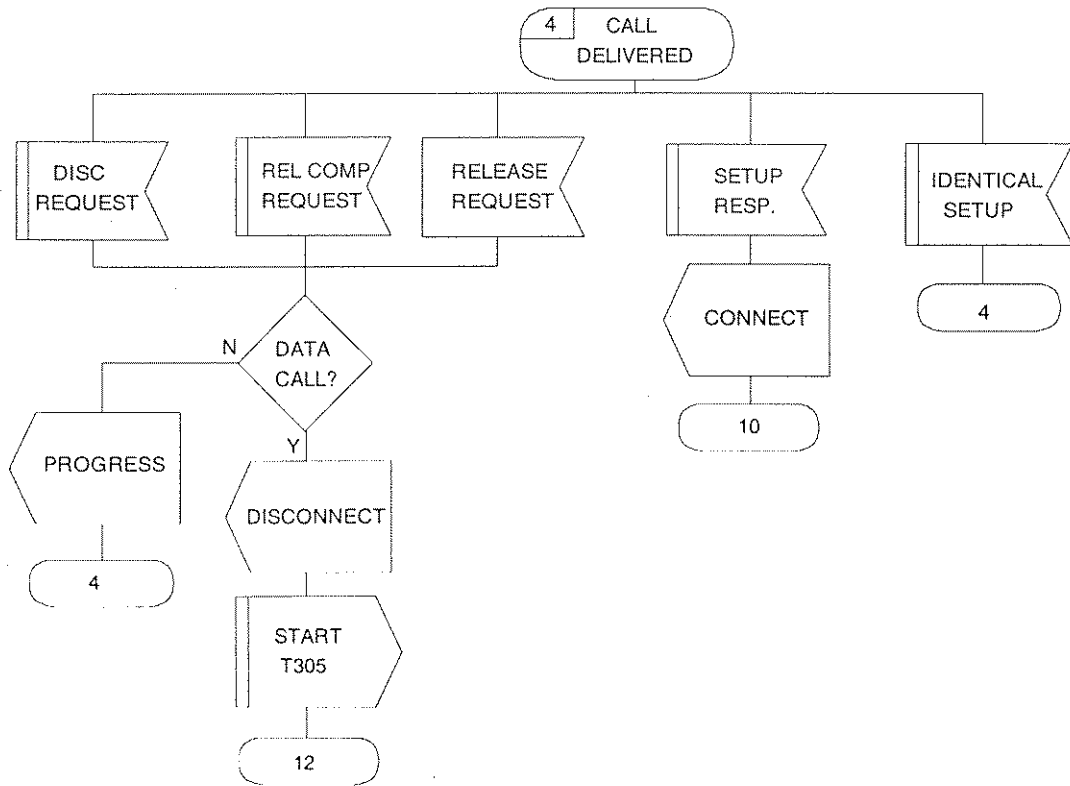 4
CALL
DELIVERED
DISC
REQUEST
REL COMP
REQUEST
RELEASE
REQUEST
SETUP
RESP.
IDENTICAL
SETUP
CONNECT
4
10
N
DATA
CALL?
Y
PROGRESS
4
DISCONNECT
START
T305
12